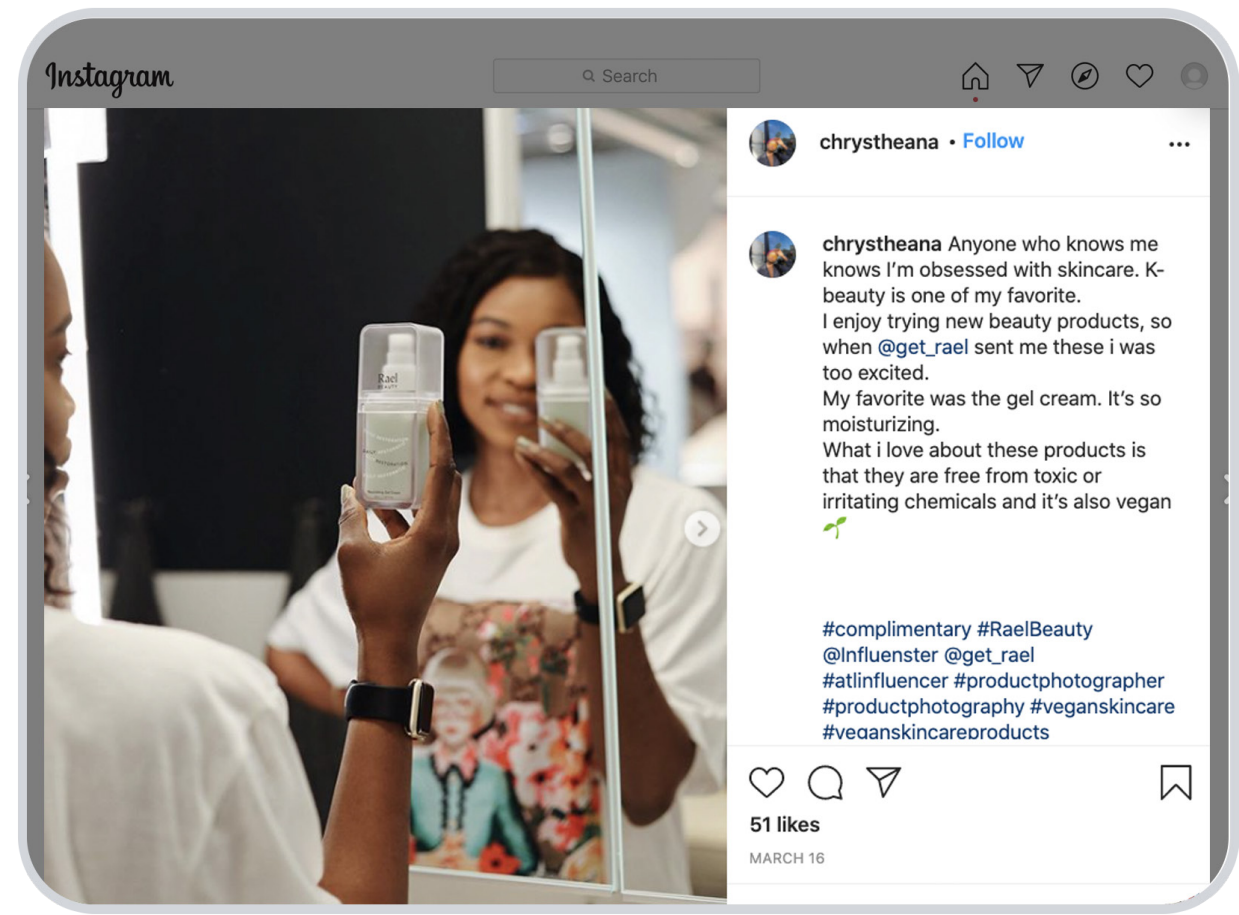 Instagram
Search
chrystheana • Follow
chrystheana Anyone who knows me
knows I'm obsessed with skincare. K-
beauty is one of my favorite.
I enjoy trying new beauty products, so
when @get_rael sent me these i was
too excited.
My favorite was the gel cream. It's so
moisturizing.
What i love about these products is
that they are free from toxic or
irritating chemicals and it's also vegan
#complimentary #RaelBeauty
@Influenster @get_rael
#atlinfluencer #productphotographer
#productphotography #veganskincare
#veganskincareproducts
51 likes
MARCH 16
Rael
BEAUTY